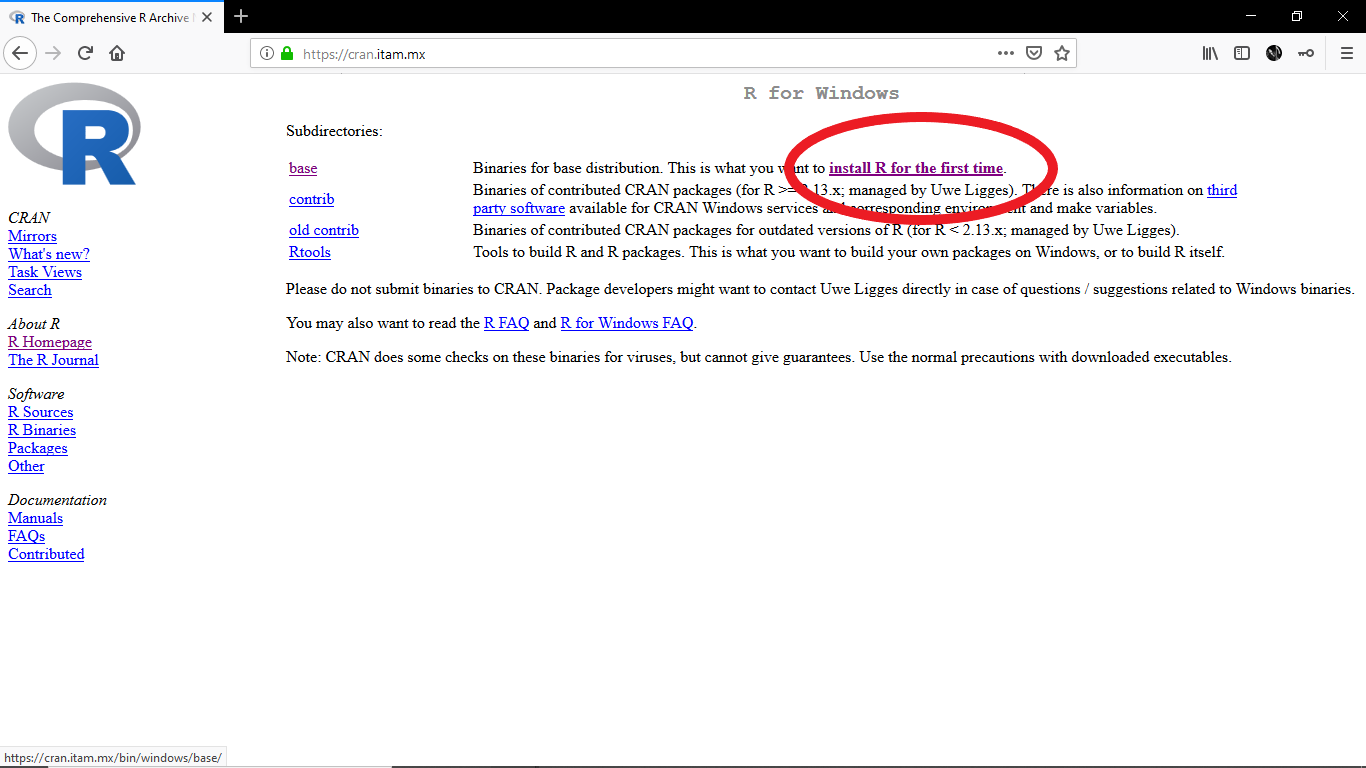 The Comprehensive R Archive
https://cran.itam.mx
R
R for Windows
Subdirectories:
base Binaries for base distribution. This is what you want to install R for the first time.
contrib Binaries of contributed CRAN packages (for R >= 2.13.x; managed by Uwe Ligges). There is also information on third
party software available for CRAN Windows services and corresponding environment and make variables.
old contrib Binaries of contributed CRAN packages for outdated versions of R (for R < 2.13.x; managed by Uwe Ligges).
Rtools Tools to build R and R packages. This is what you want to build your own packages on Windows, or to build R itself.
Please do not submit binaries to CRAN. Package developers might want to contact Uwe Ligges directly in case of questions / suggestions related to Windows binaries.
You may also want to read the R FAQ and R for Windows FAQ.
Note: CRAN does some checks on these binaries for viruses, but cannot give guarantees. Use the normal precautions with downloaded executables.
CRAN
Mirrors
What's new?
Task Views
Search
About R
R Homepage
The R Journal
Software
R Sources
R Binaries
Packages
Other
Documentation
Manuals
FAQs
Contributed
https://cran.itam.mx/bin/windows/base/